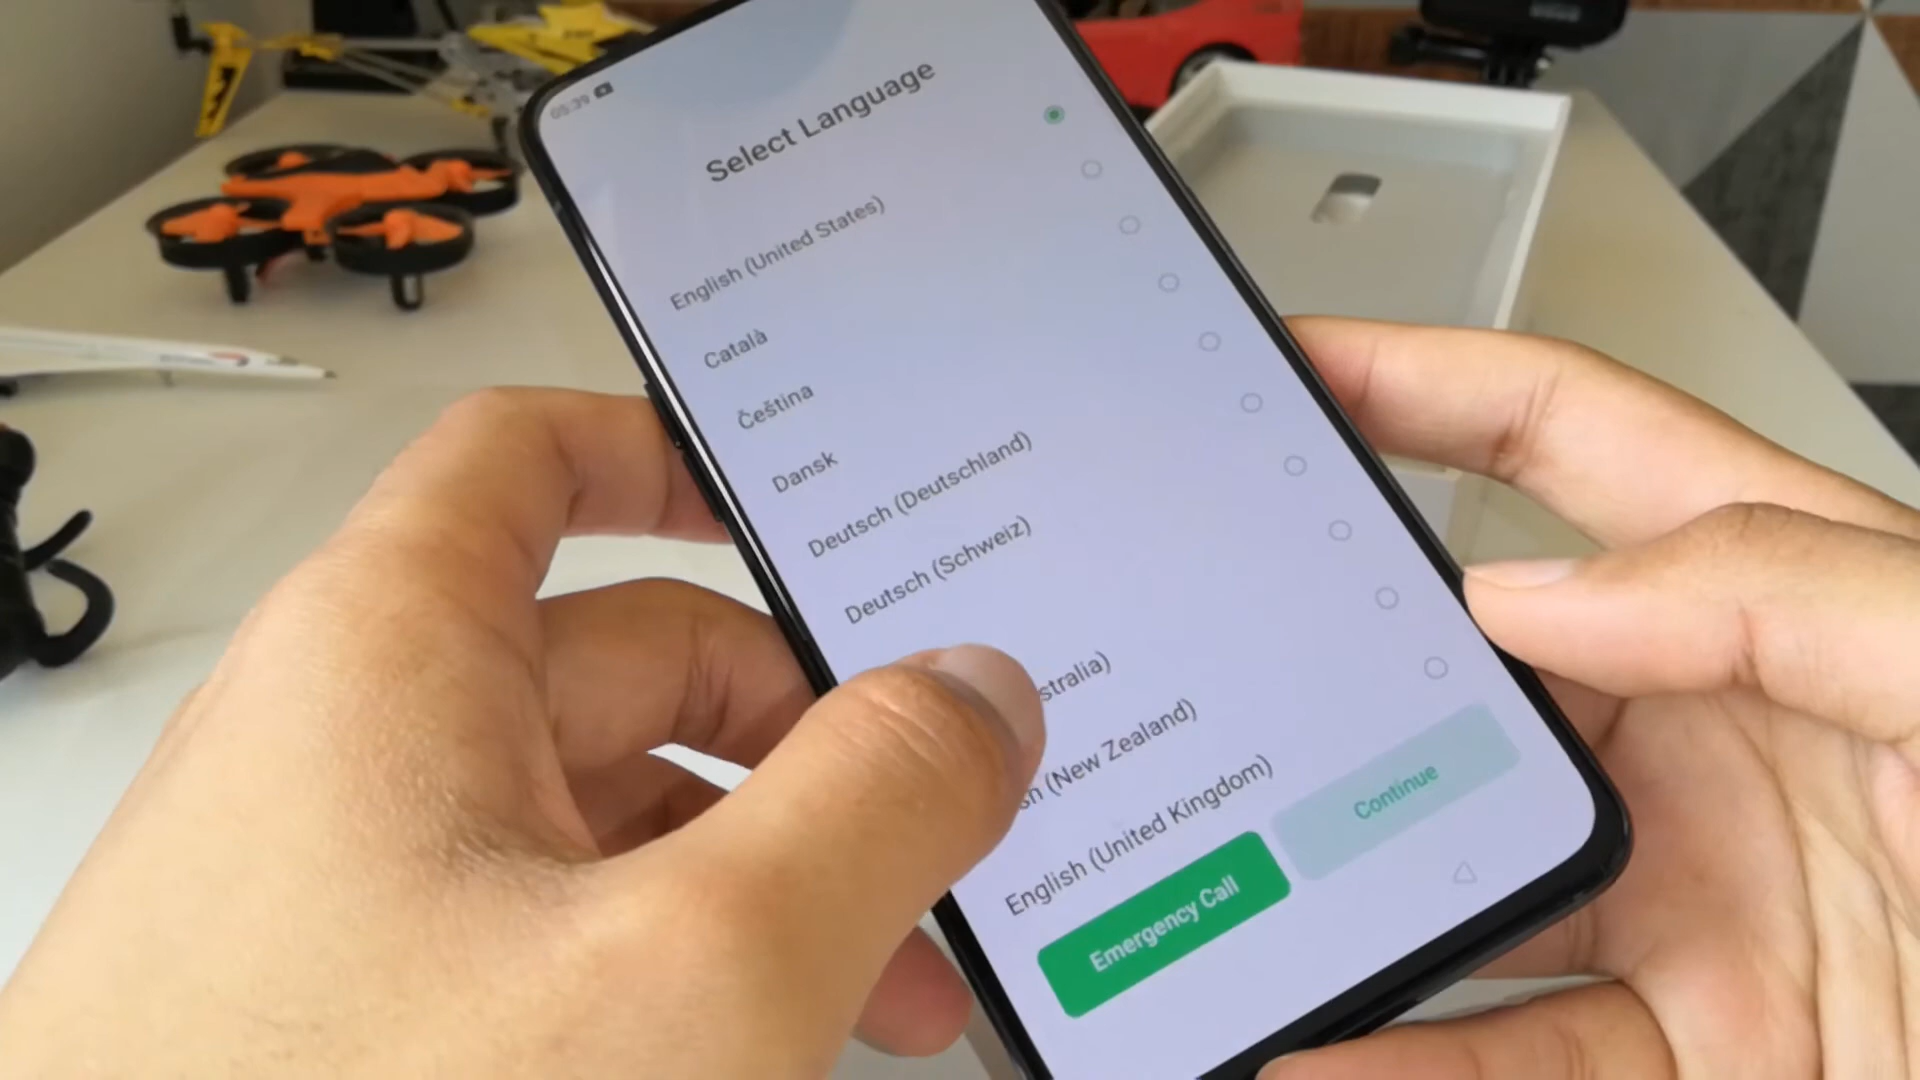 05:39
Select Language
English (United States)
Català
Čeština
Dansk
Deutsch (Deutschland)
Deutsch (Schweiz)
stralia)
sh (New Zealand)
English (United Kingdom)
Emergency Call
Continue